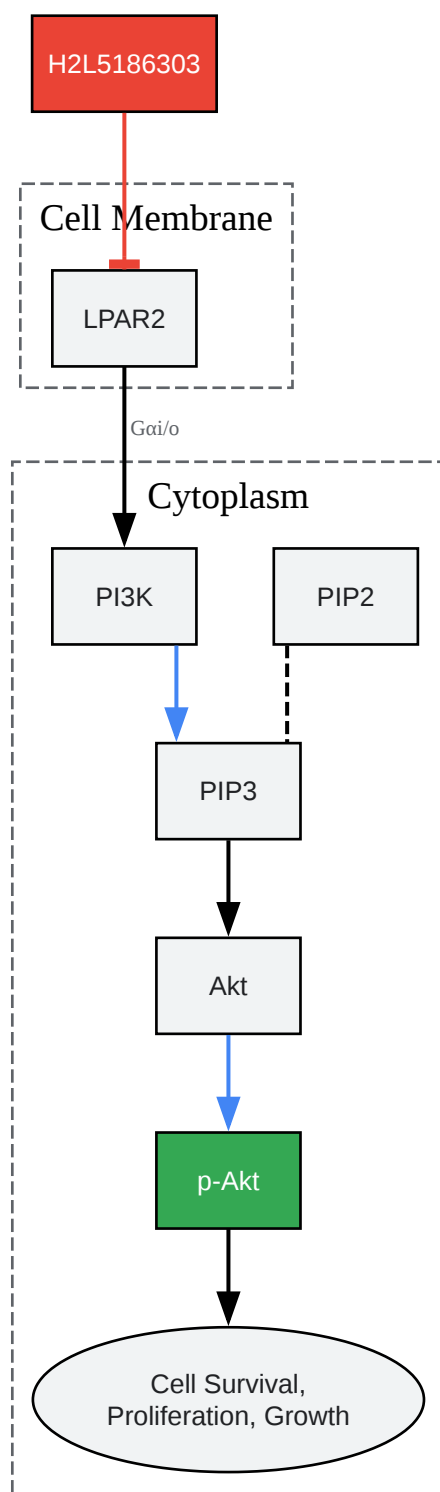 H2L5186303
Cell Membrane
LPAR2
Gαi/o
Cytoplasm
PI3K
PIP2
PIP3
Akt
p-Akt
Cell Survival,
Proliferation, Growth